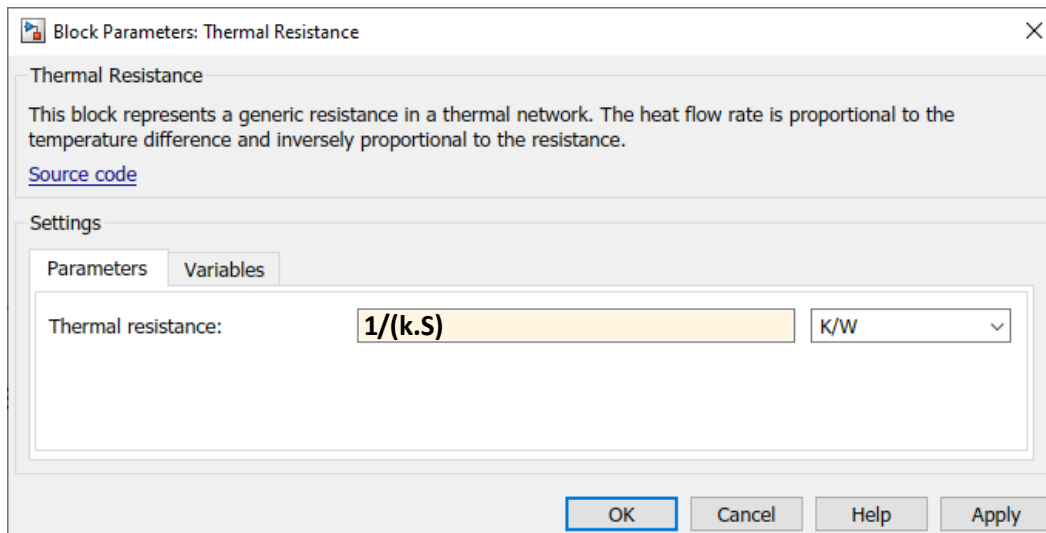 Block Parameters: Thermal Resistance
Thermal Resistance
This block represents a generic resistance in a thermal network. The heat flow rate is proportional to the
temperature difference and inversely proportional to the resistance.
Source code
Settings
Parameters Variables
Thermal resistance: 1/(k.S) K/W
OK Cancel Help Apply